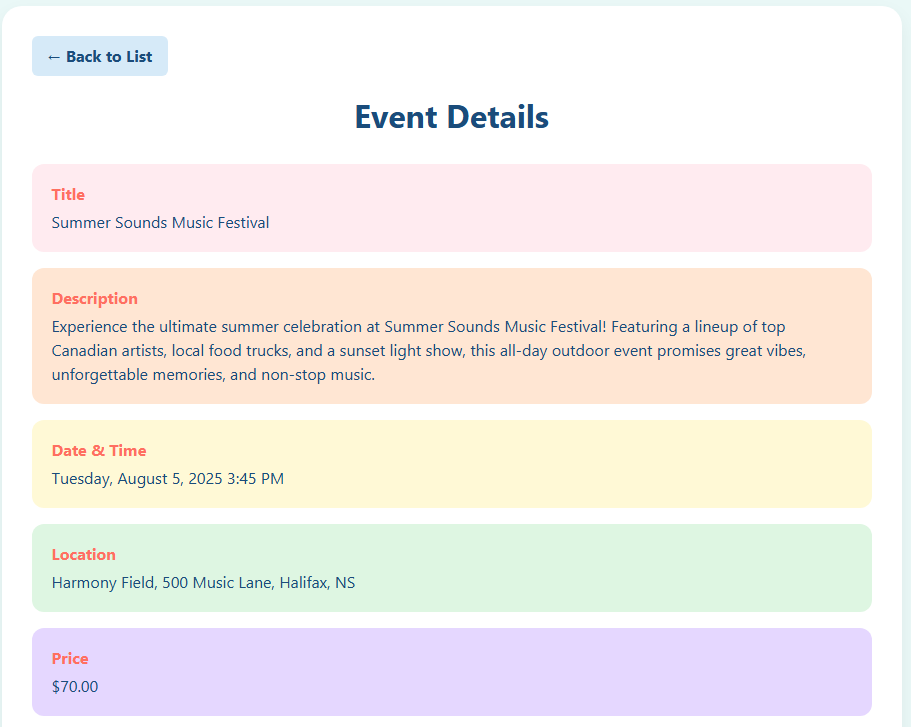 ← Back to List
Event Details
Title
Summer Sounds Music Festival
Description
Experience the ultimate summer celebration at Summer Sounds Music Festival! Featuring a lineup of top
Canadian artists, local food trucks, and a sunset light show, this all-day outdoor event promises great vibes,
unforgettable memories, and non-stop music.
Date & Time
Tuesday, August 5, 2025 3:45 PM
Location
Harmony Field, 500 Music Lane, Halifax, NS
Price
$70.00